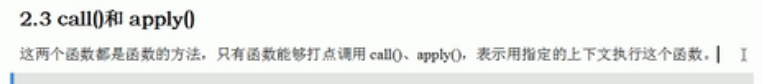 2.3 call()和 apply()
这两个函数都是函数的方法，只有函数能够打点调用 call()、apply()，表示用指定的上下文执行这个函数。